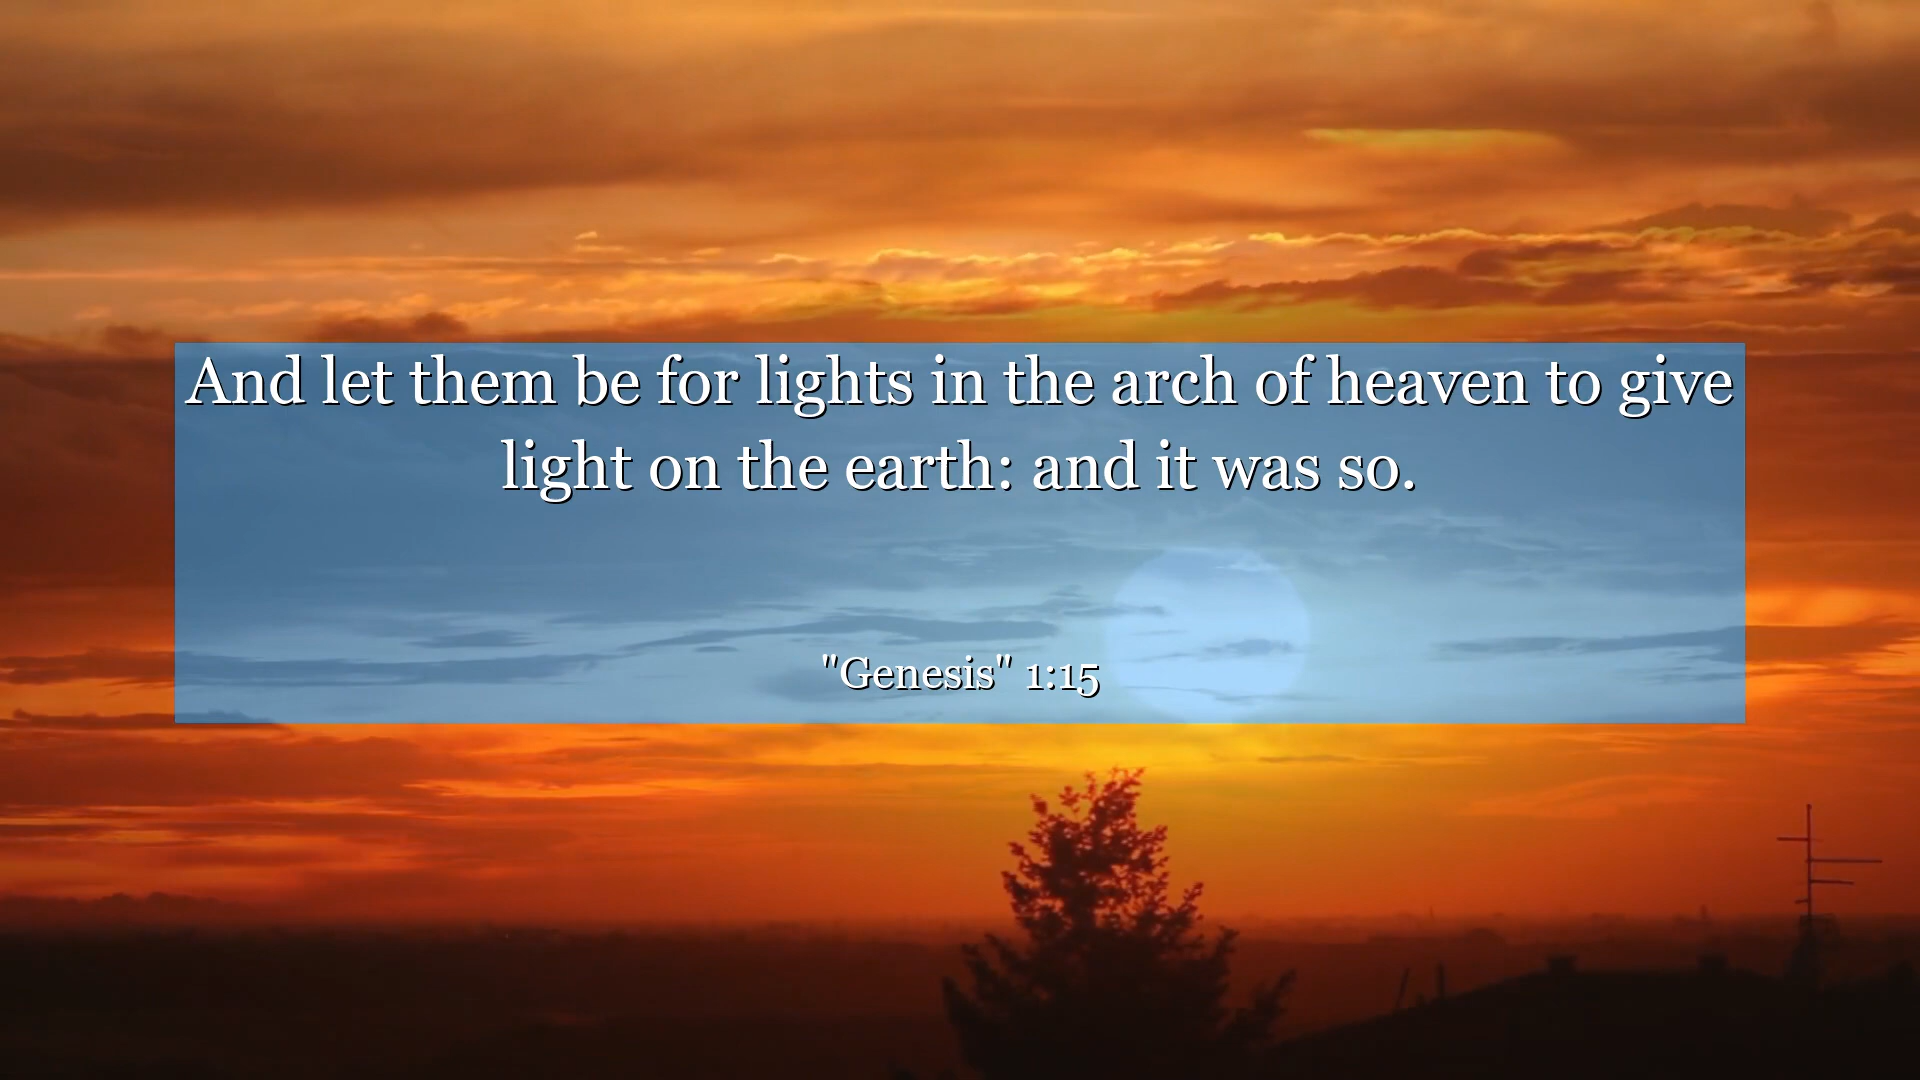 And let them be for lights in the arch of heaven to give
light on the earth: and it was so.
"Genesis" 1:15